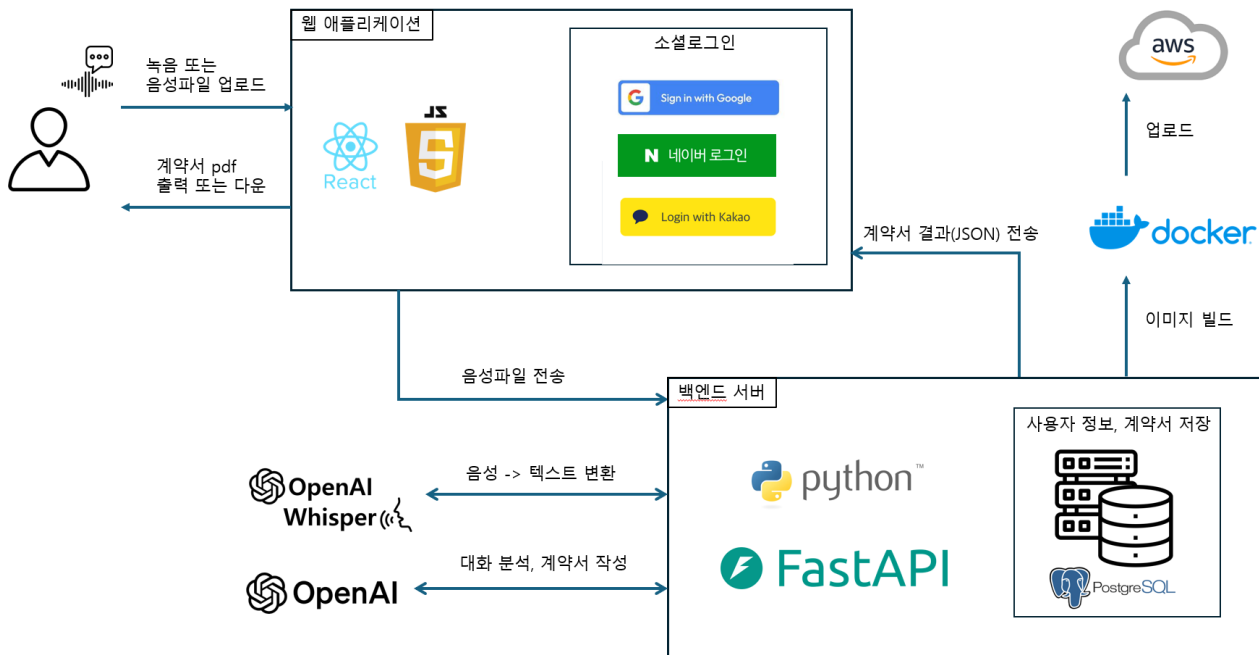 웹 애플리케이션
소셜로그인
녹음 또는
음성파일 업로드
JS
React
Sign in with Google
N 네이버 로그인
Login with Kakao
계약서 pdf
출력 또는 다운
aws
업로드
docker
계약서 결과(JSON) 전송
이미지 빌드
음성파일 전송
백엔드 서버
사용자 정보, 계약서 저장
음성 -> 텍스트 변환
OpenAI
Whisper
python™
대화 분석, 계약서 작성
OpenAI
FastAPI
PostgreSQL